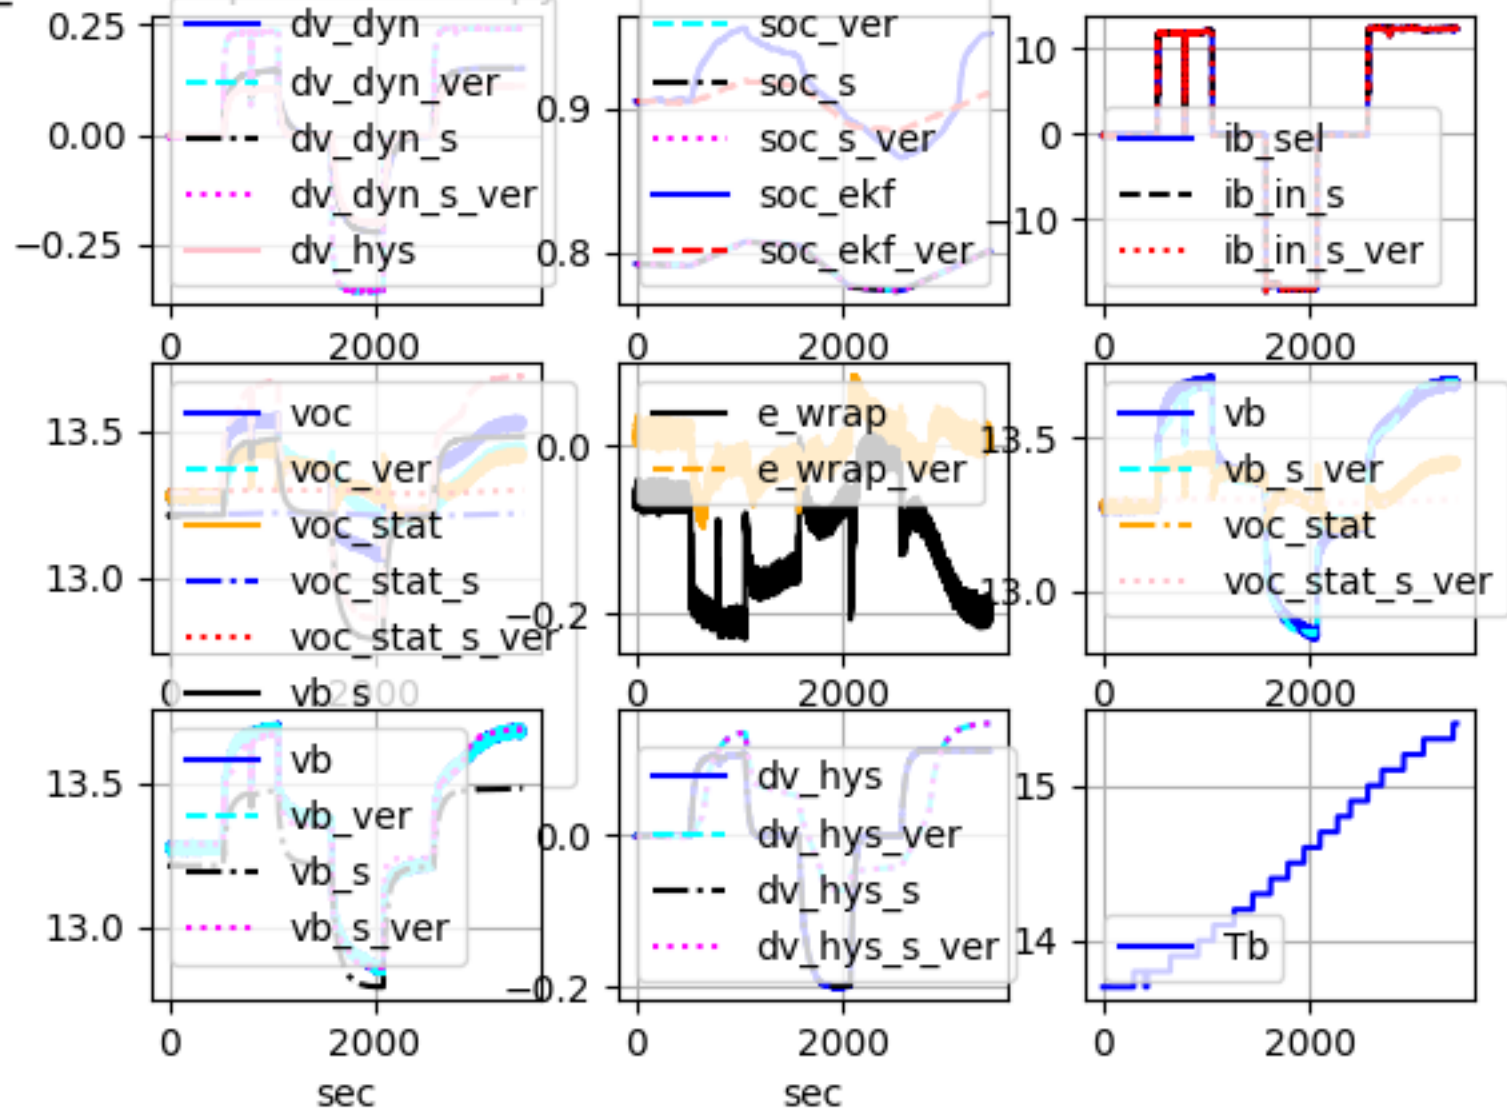 0.25
0.00
−0.25
dv_dyn
dv_dyn_ver
dv_dyn_s
dv_dyn_s_ver
dv_hys
0 2000
0.9
0.8
soc_ver
soc_s
soc_s_ver
soc_ekf
soc_ekf_ver
0 2000
10
0
10
ib_sel
ib_in_s
ib_in_s_ver
0 2000
13.5
13.0
voc
voc_ver
voc_stat
voc_stat_s
voc_stat_s_ver
vb_s
0 2000
0.0
−0.2
e_wrap
e_wrap_ver
0 2000
13.5
13.0
vb
vb_s_ver
voc_stat
voc_stat_s_ver
0 2000
13.5
13.0
vb
vb_ver
vb_s
vb_s_ver
0 2000
sec
0.0
−0.2
dv_hys
dv_hys_ver
dv_hys_s
dv_hys_s_ver
0 2000
sec
15
14
Tb
0 2000